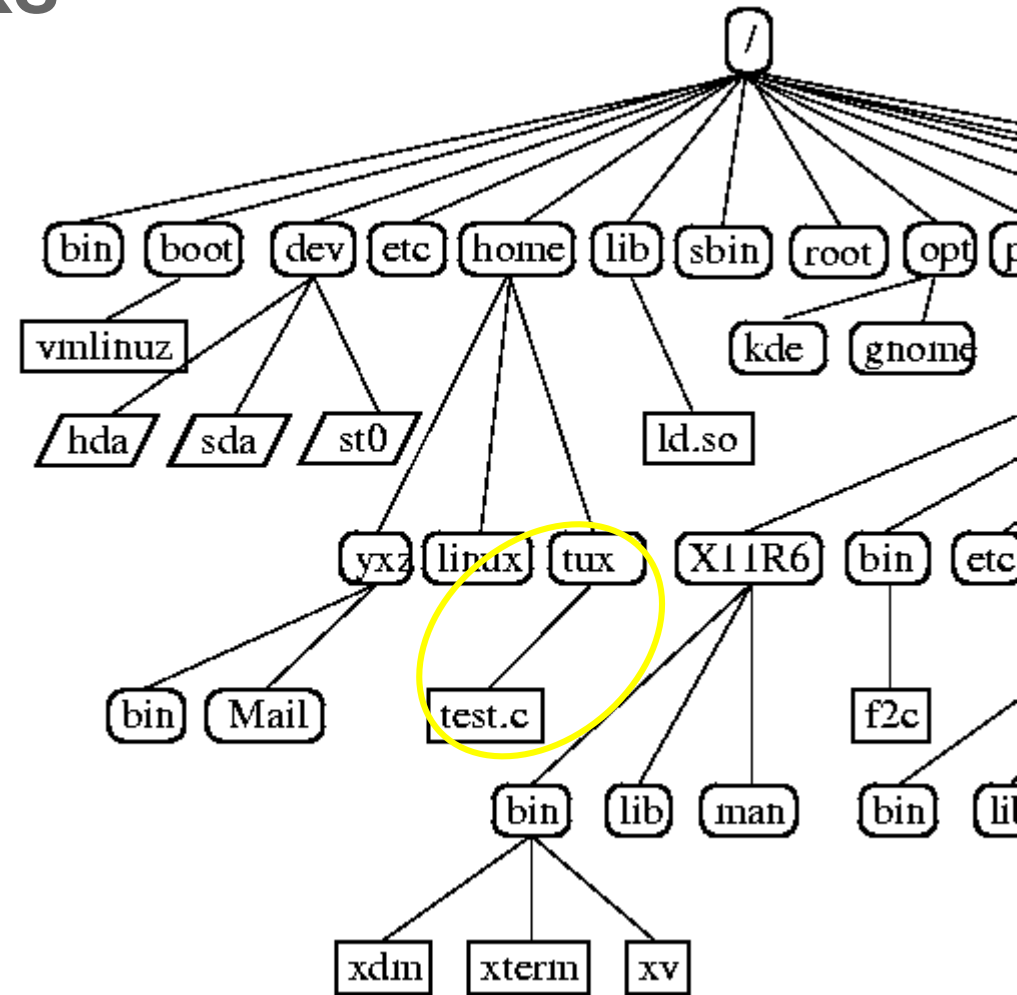 /
bin boot dev etc home lib sbin root opt
vmlinuz kde gnome
hda sda st0 ld.so
yxz linux tux X11R6 bin etc
bin Mail test.c f2c
bin lib man bin
xdm xterm xv